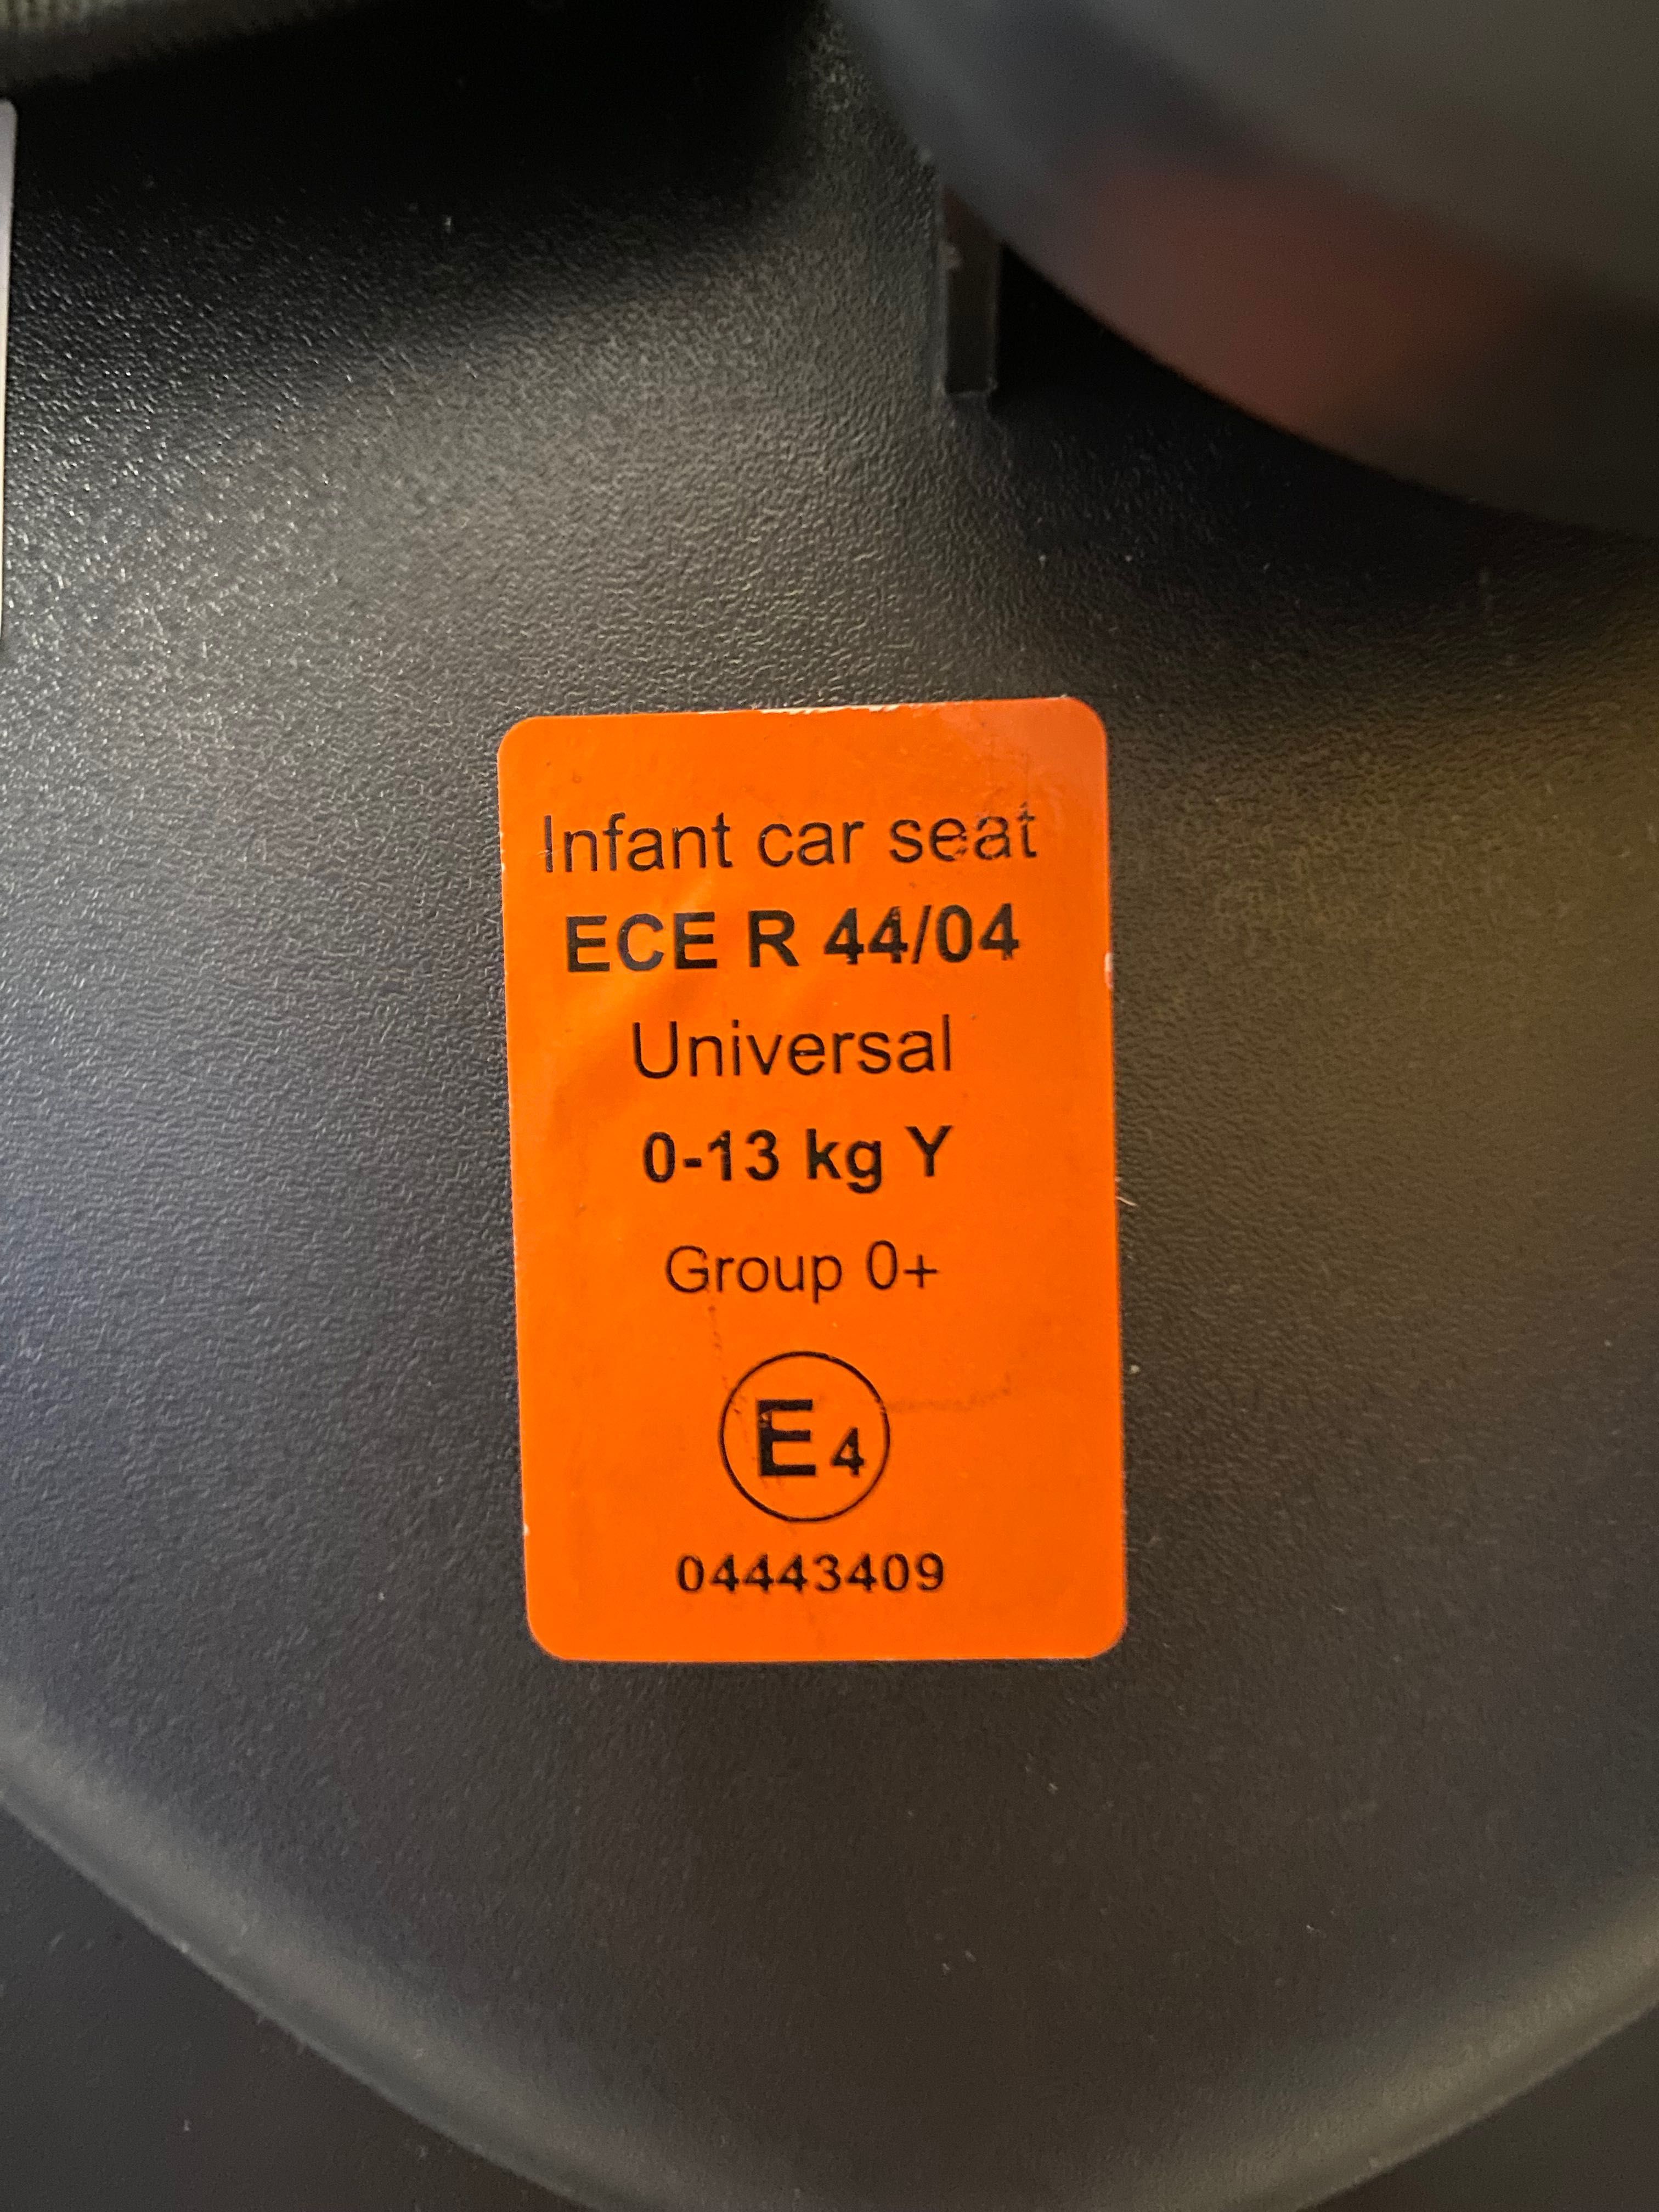 Infant car seat
ECE R 44/04
Universal
0-13 kg Y
Group 0+
E4
04443409